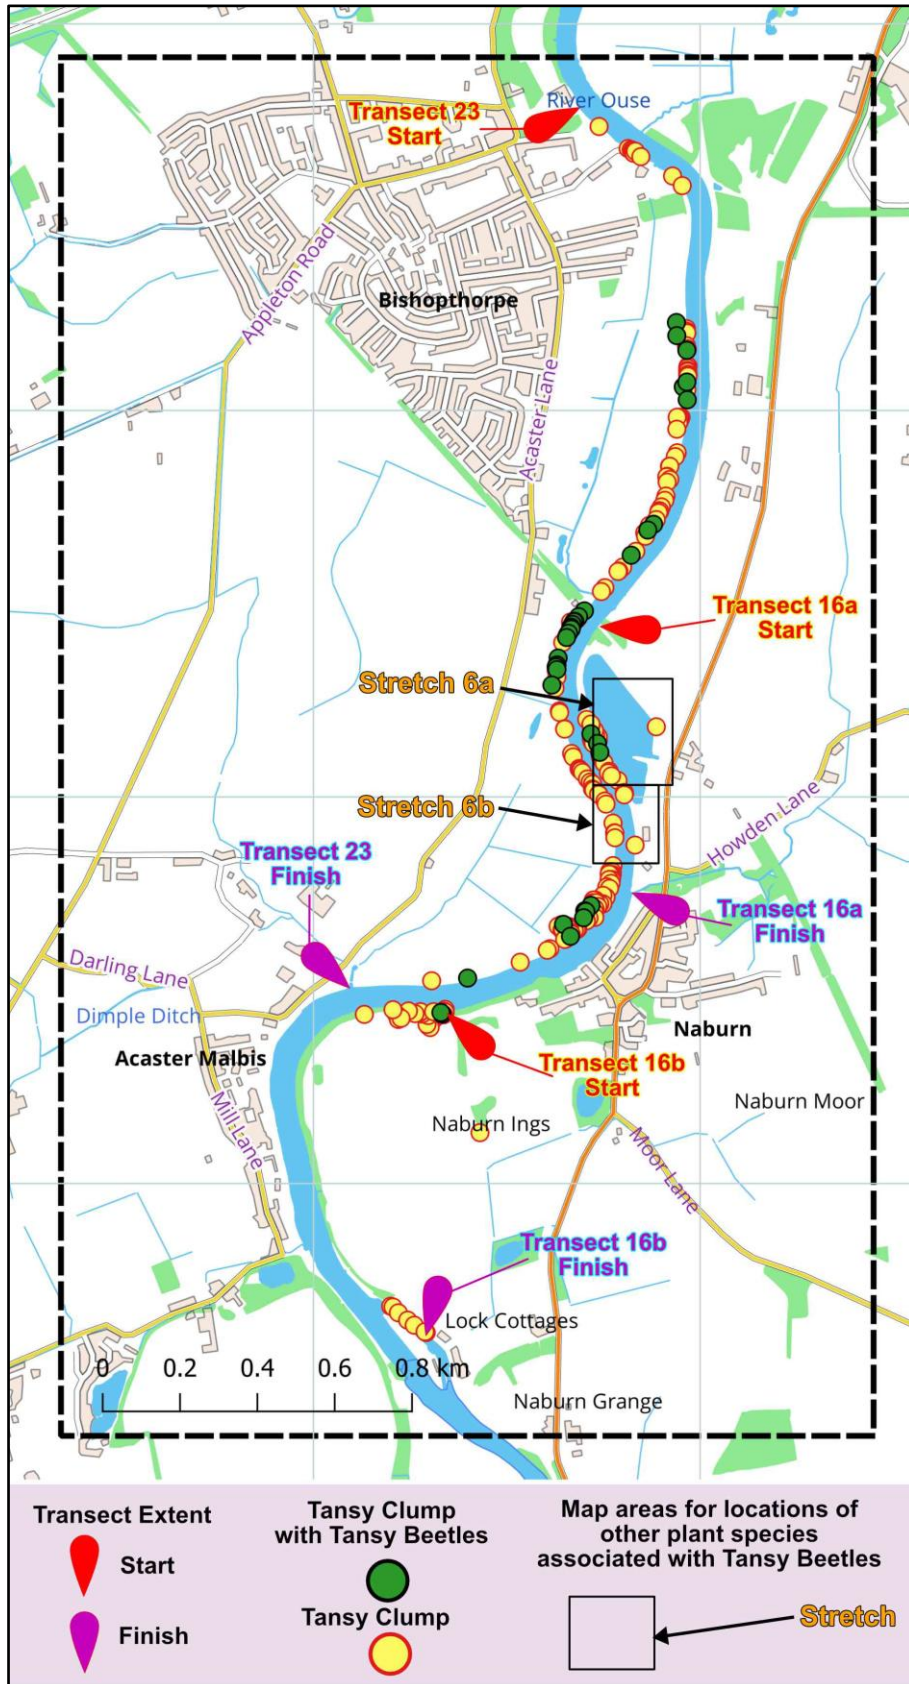 River Ouse
Transect 23
Start
Appleton Road
Bishopthorpe
Acaster Lane
Transect 16a
Start
Stretch 6a
Stretch 6b
Howden Lane
Transect 23
Finish
Transect 16a
Finish
Darling Lane
Dimple Ditch
Naburn
Acaster Malbis
Transect 16b
Start
Mill Lane
Naburn Ings
Naburn Moor
Moor Lane
Transect 16b
Finish
Lock Cottages
0 0.2 0.4 0.6 0.8 km
Naburn Grange
Transect Extent
Start
Finish
Tansy Clump
with Tansy Beetles
Tansy Clump
Map areas for locations of
other plant species
associated with Tansy Beetles
Stretch